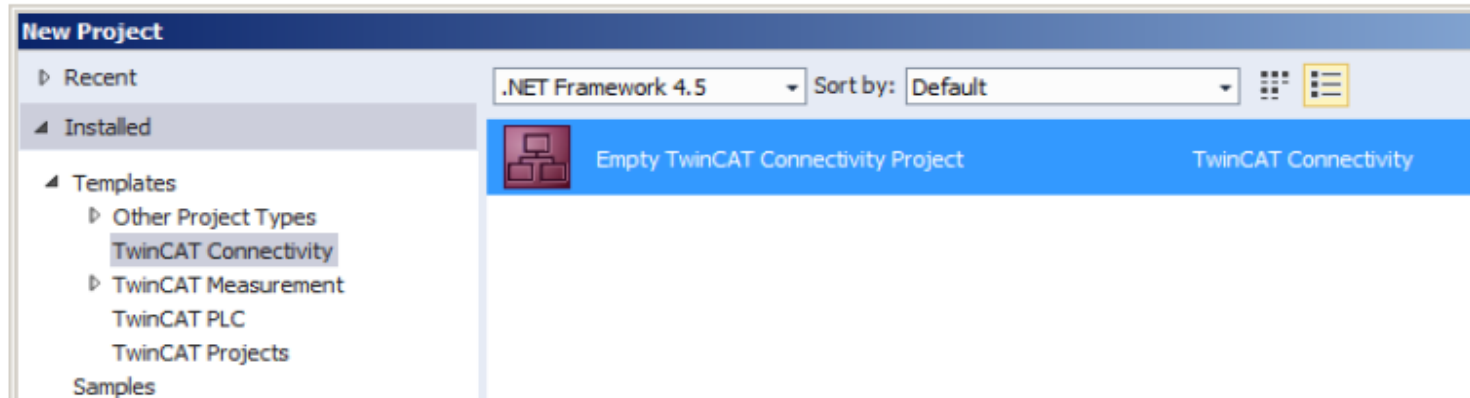 New Project
Recent
Installed
Templates
Other Project Types
TwinCAT Connectivity
TwinCAT Measurement
TwinCAT PLC
TwinCAT Projects
Samples
.NET Framework 4.5 Sort by: Default
Empty TwinCAT Connectivity Project TwinCAT Connectivity